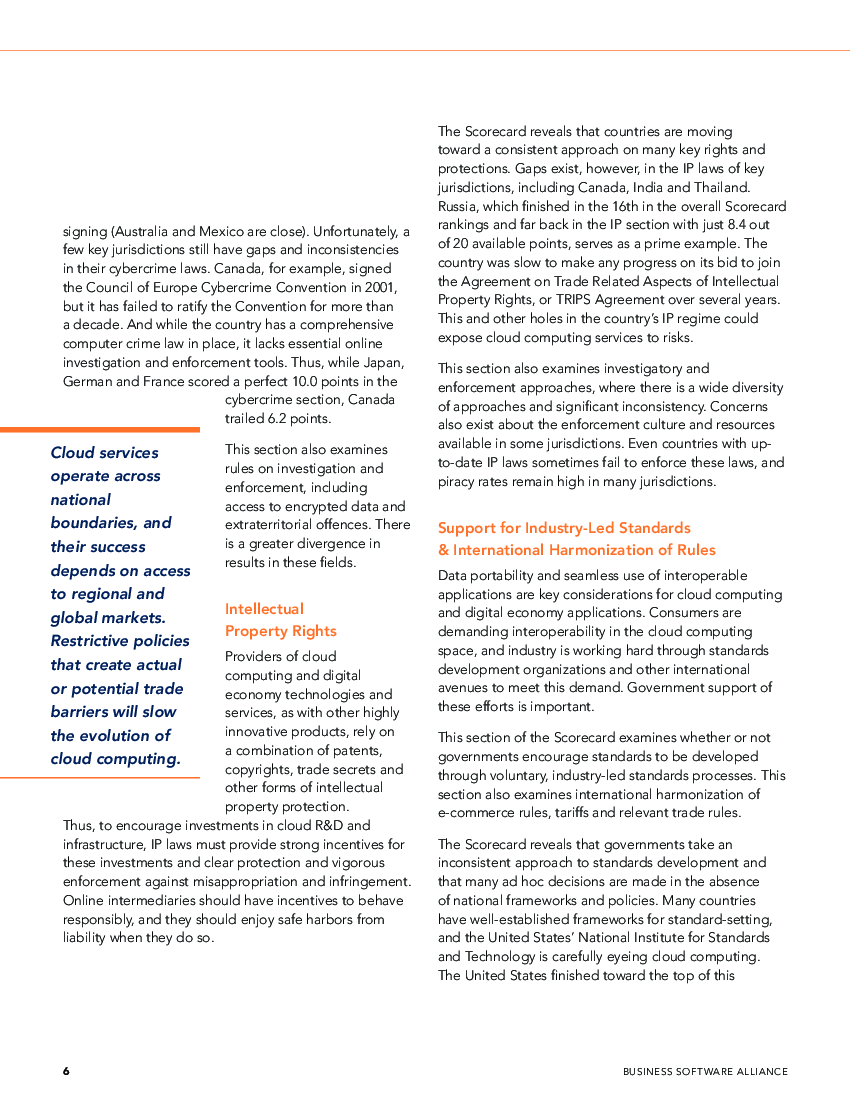 signing (Australia and Mexico are close). Unfortunately, a
few key jurisdictions still have gaps and inconsistencies
in their cybercrime laws. Canada, for example, signed
the Council of Europe Cybercrime Convention in 2001,
but it has failed to ratify the Convention for more than
a decade. And while the country has a comprehensive
computer crime law in place, it lacks essential online
investigation and enforcement tools. Thus, while Japan,
German and France scored a perfect 10.0 points in the
cybercrime section, Canada
trailed 6.2 points.
This section also examines
rules on investigation and
enforcement, including
access to encrypted data and
extraterritorial offences. There
is a greater divergence in
results in these fields.
Cloud services
operate across
national
boundaries, and
their success
depends on access
to regional and
global markets.
Restrictive policies
that create actual
or potential trade
barriers will slow
the evolution of
cloud computing.
Intellectual
Property Rights
Providers of cloud
computing and digital
economy technologies and
services, as with other highly
innovative products, rely on
a combination of patents,
copyrights, trade secrets and
other forms of intellectual
property protection.
Thus, to encourage investments in cloud R&D and
infrastructure, IP laws must provide strong incentives for
these investments and clear protection and vigorous
enforcement against misappropriation and infringement.
Online intermediaries should have incentives to behave
responsibly, and they should enjoy safe harbors from
liability when they do so.
The Scorecard reveals that countries are moving
toward a consistent approach on many key rights and
protections. Gaps exist, however, in the IP laws of key
jurisdictions, including Canada, India and Thailand.
Russia, which finished in the 16th in the overall Scorecard
rankings and far back in the IP section with just 8.4 out
of 20 available points, serves as a prime example. The
country was slow to make any progress on its bid to join
the Agreement on Trade Related Aspects of Intellectual
Property Rights, or TRIPS Agreement over several years.
This and other holes in the country's IP regime could
expose cloud computing services to risks.
This section also examines investigatory and
enforcement approaches, where there is a wide diversity
of approaches and significant inconsistency. Concerns
also exist about the enforcement culture and resources
available in some jurisdictions. Even countries with up-
to-date IP laws sometimes fail to enforce these laws, and
piracy rates remain high in many jurisdictions.
Support for Industry-Led Standards
& International Harmonization of Rules
Data portability and seamless use of interoperable
applications are key considerations for cloud computing
and digital economy applications. Consumers are
demanding interoperability in the cloud computing
space, and industry is working hard through standards
development organizations and other international
avenues to meet this demand. Government support of
these efforts is important.
This section of the Scorecard examines whether or not
governments encourage standards to be developed
through voluntary, industry-led standards processes. This
section also examines international harmonization of
e-commerce rules, tariffs and relevant trade rules.
The Scorecard reveals that governments take an
inconsistent approach to standards development and
that many ad hoc decisions are made in the absence
of national frameworks and policies. Many countries
have well-established frameworks for standard-setting,
and the United States' National Institute for Standards
and Technology is carefully eyeing cloud computing.
The United States finished toward the top of this
6
BUSINESS SOFTWARE ALLIANCE